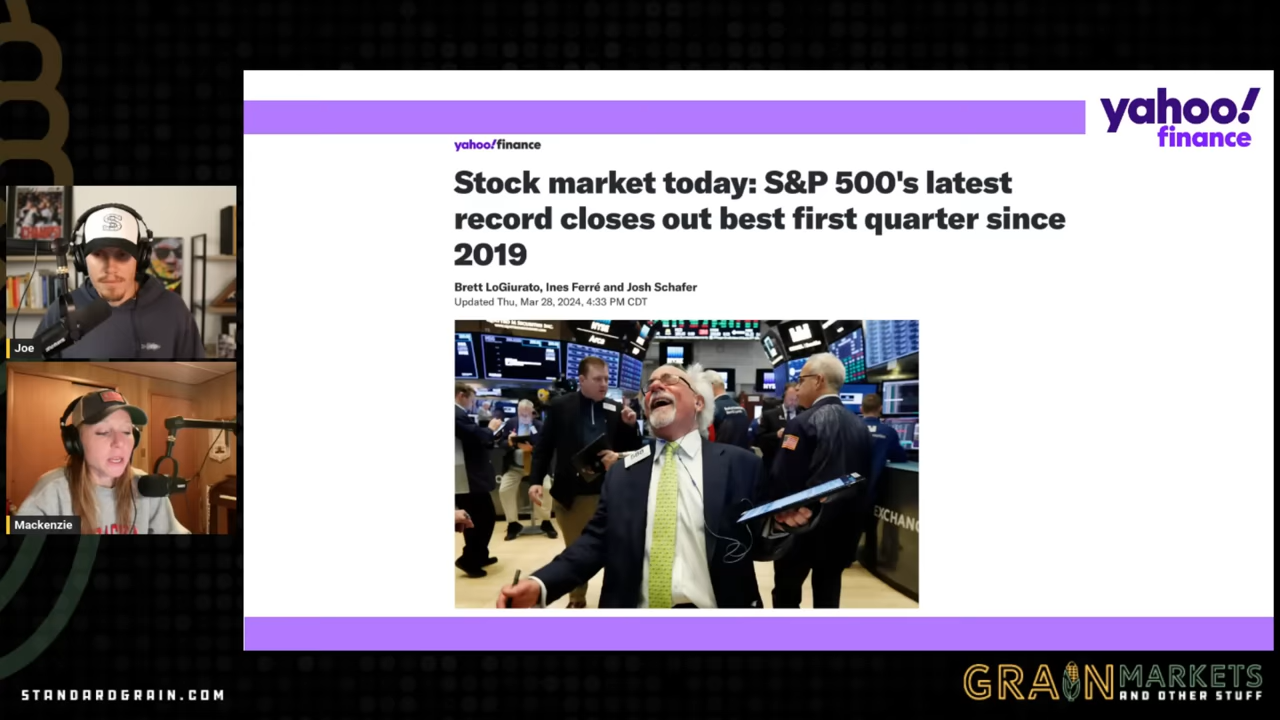 yahoo!
finance
yahoo!finance
Stock market today: S&P 500's latest
record closes out best first quarter since
2019
Brett LoGiurato, Ines Ferré and Josh Schafer
Updated Thu, Mar 28, 2024, 4:33 PM CDT
EXCHANG
Joe
Mackenzie
STANDARDGRAIN.COM
GRAIN MARKETS
AND OTHER STUFF